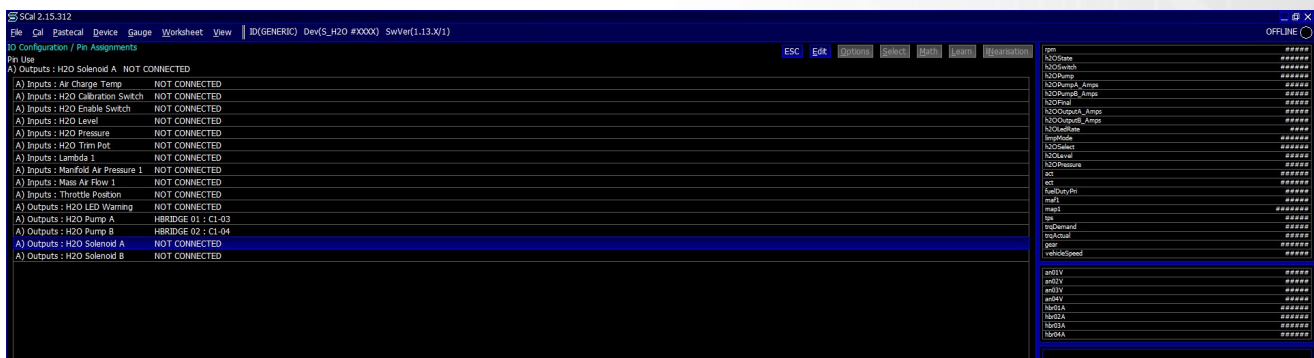 SCal 2.15.312
File Cal Pastecal Device Gauge Worksheet View ID(GENERIC) Dev(S_H2O #XXXX) SwVer(1.13.X/1) OFFLINE
IO Configuration / Pin Assignments ESC Edit Options Select Math Learn liNearisation
Pin Use
A) Outputs : H2O Solenoid A NOT CONNECTED
A) Inputs : Air Charge Temp NOT CONNECTED
A) Inputs : H2O Calibration Switch NOT CONNECTED
A) Inputs : H2O Enable Switch NOT CONNECTED
A) Inputs : H2O Level NOT CONNECTED
A) Inputs : H2O Pressure NOT CONNECTED
A) Inputs : H2O Trim Pot NOT CONNECTED
A) Inputs : Lambda 1 NOT CONNECTED
A) Inputs : Manifold Air Pressure 1 NOT CONNECTED
A) Inputs : Mass Air Flow 1 NOT CONNECTED
A) Inputs : Throttle Position NOT CONNECTED
A) Outputs : H2O LED Warning NOT CONNECTED
A) Outputs : H2O Pump A HBRIDGE 01 : C1-03
A) Outputs : H2O Pump B HBRIDGE 02 : C1-04
A) Outputs : H2O Solenoid A NOT CONNECTED
A) Outputs : H2O Solenoid B NOT CONNECTED
rpm #####
h2OState ######
h2OSwitch ######
h2OPump ######
h2OPumpA_Amps #####
h2OPumpB_Amps #####
h2OFinal #####
h2OOutputA_Amps #####
h2OOutputB_Amps #####
h2OLedRate ####
limpMode ######
h2OSelect ######
h2OLevel #####
h2OPressure #####
act ######
ect ######
fuelDutyPri #####
maf1 #####
map1 #######
tps #####
trqDemand #####
trqActual #####
gear ######
vehicleSpeed #####
an01V #####
an02V #####
an03V #####
an04V #####
hbr01A ######
hbr02A ######
hbr03A ######
hbr04A ######